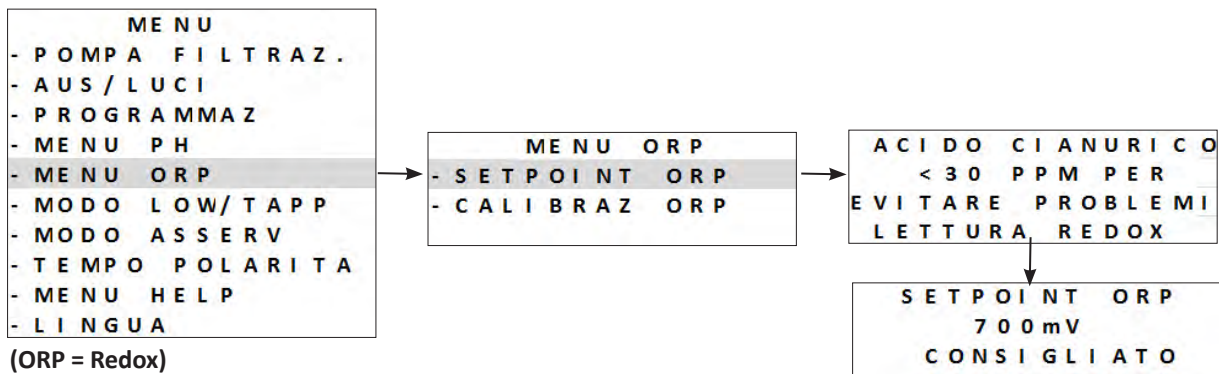 MENU
- POMPA FILTRAZ.
- AUS/LUCI
- PROGRAMMAZ
- MENU PH
- MENU ORP
- MODO LOW/TAPP
- MODO ASSERV
- TEMPO POLARITA
- MENU HELP
- LINGUA
(ORP = Redox)
MENU ORP
- SETPOINT ORP
- CALIBRAZ ORP
ACIDO CIANURICO
<30 PPM PER
EVITARE PROBLEMI
LETTURA REDOX
SETPOINT ORP
700mV
CONSIGLIATO